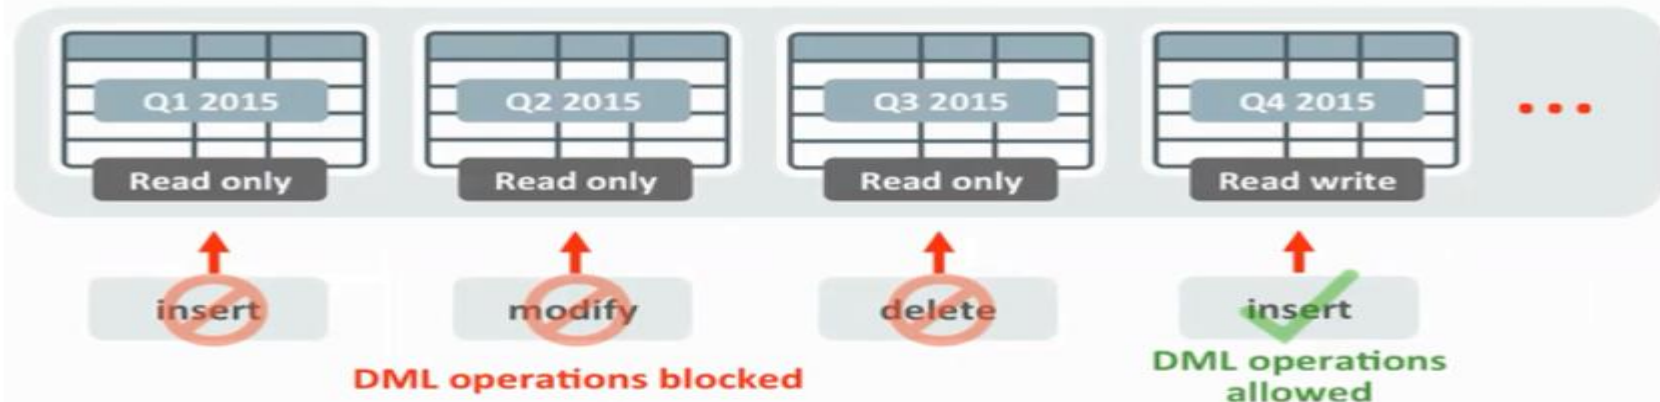 Q1 2015
Q2 2015
Q3 2015
Q4 2015
...
Read only
Read only
Read only
Read write
insert
modify
delete
insert
DML operations blocked
DML operations
allowed